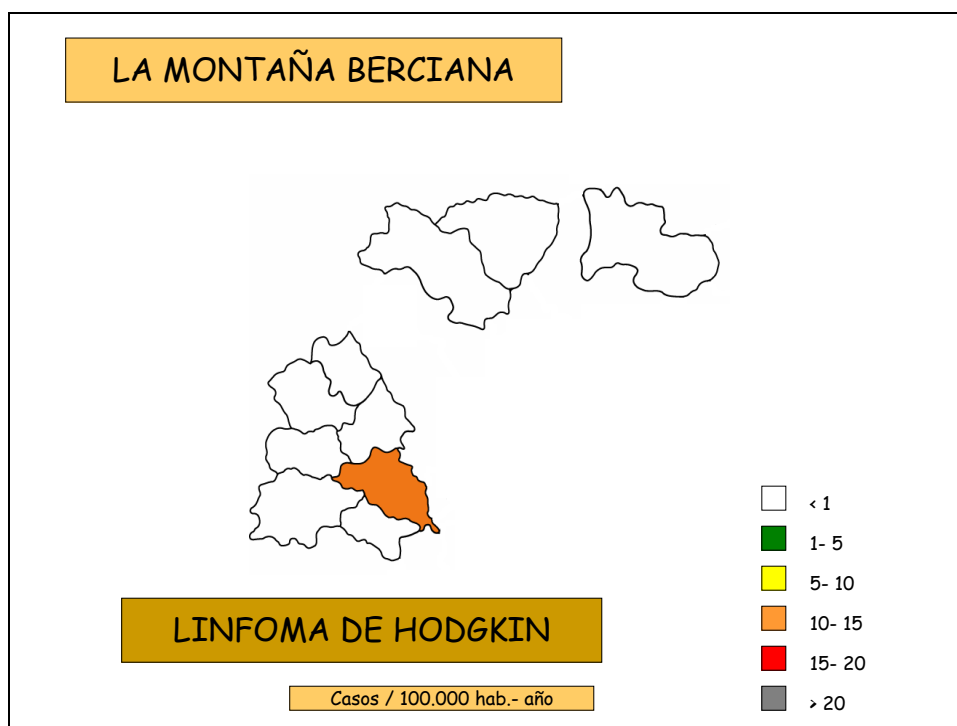 LA MONTAÑA BERCIANA
< 1
1- 5
5- 10
10- 15
15- 20
> 20
LINFOMA DE HODGKIN
Casos / 100.000 hab.- año